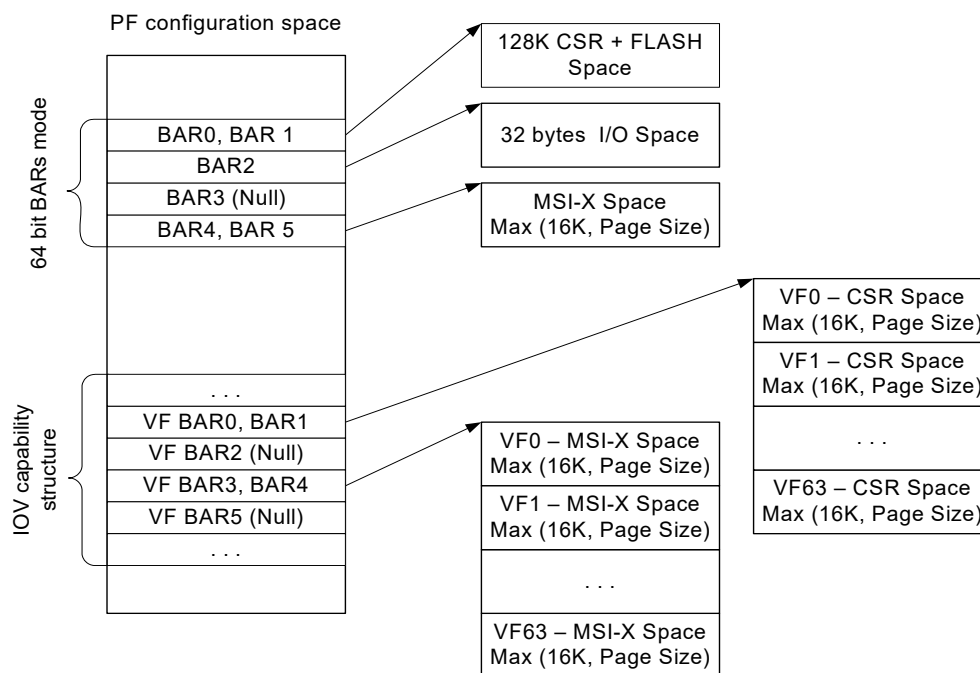 PF configuration space
64 bit BARs mode
BAR0, BAR 1
BAR2
BAR3 (Null)
BAR4, BAR 5
128K CSR + FLASH
Space
32 bytes I/O Space
MSI-X Space
Max (16K, Page Size)
IOV capability
structure
. . .
VF BAR0, BAR1
VF BAR2 (Null)
VF BAR3, BAR4
VF BAR5 (Null)
. . .
VF0 – MSI-X Space
Max (16K, Page Size)
VF1 – MSI-X Space
Max (16K, Page Size)
. . .
VF63 – MSI-X Space
Max (16K, Page Size)
VF0 – CSR Space
Max (16K, Page Size)
VF1 – CSR Space
Max (16K, Page Size)
. . .
VF63 – CSR Space
Max (16K, Page Size)